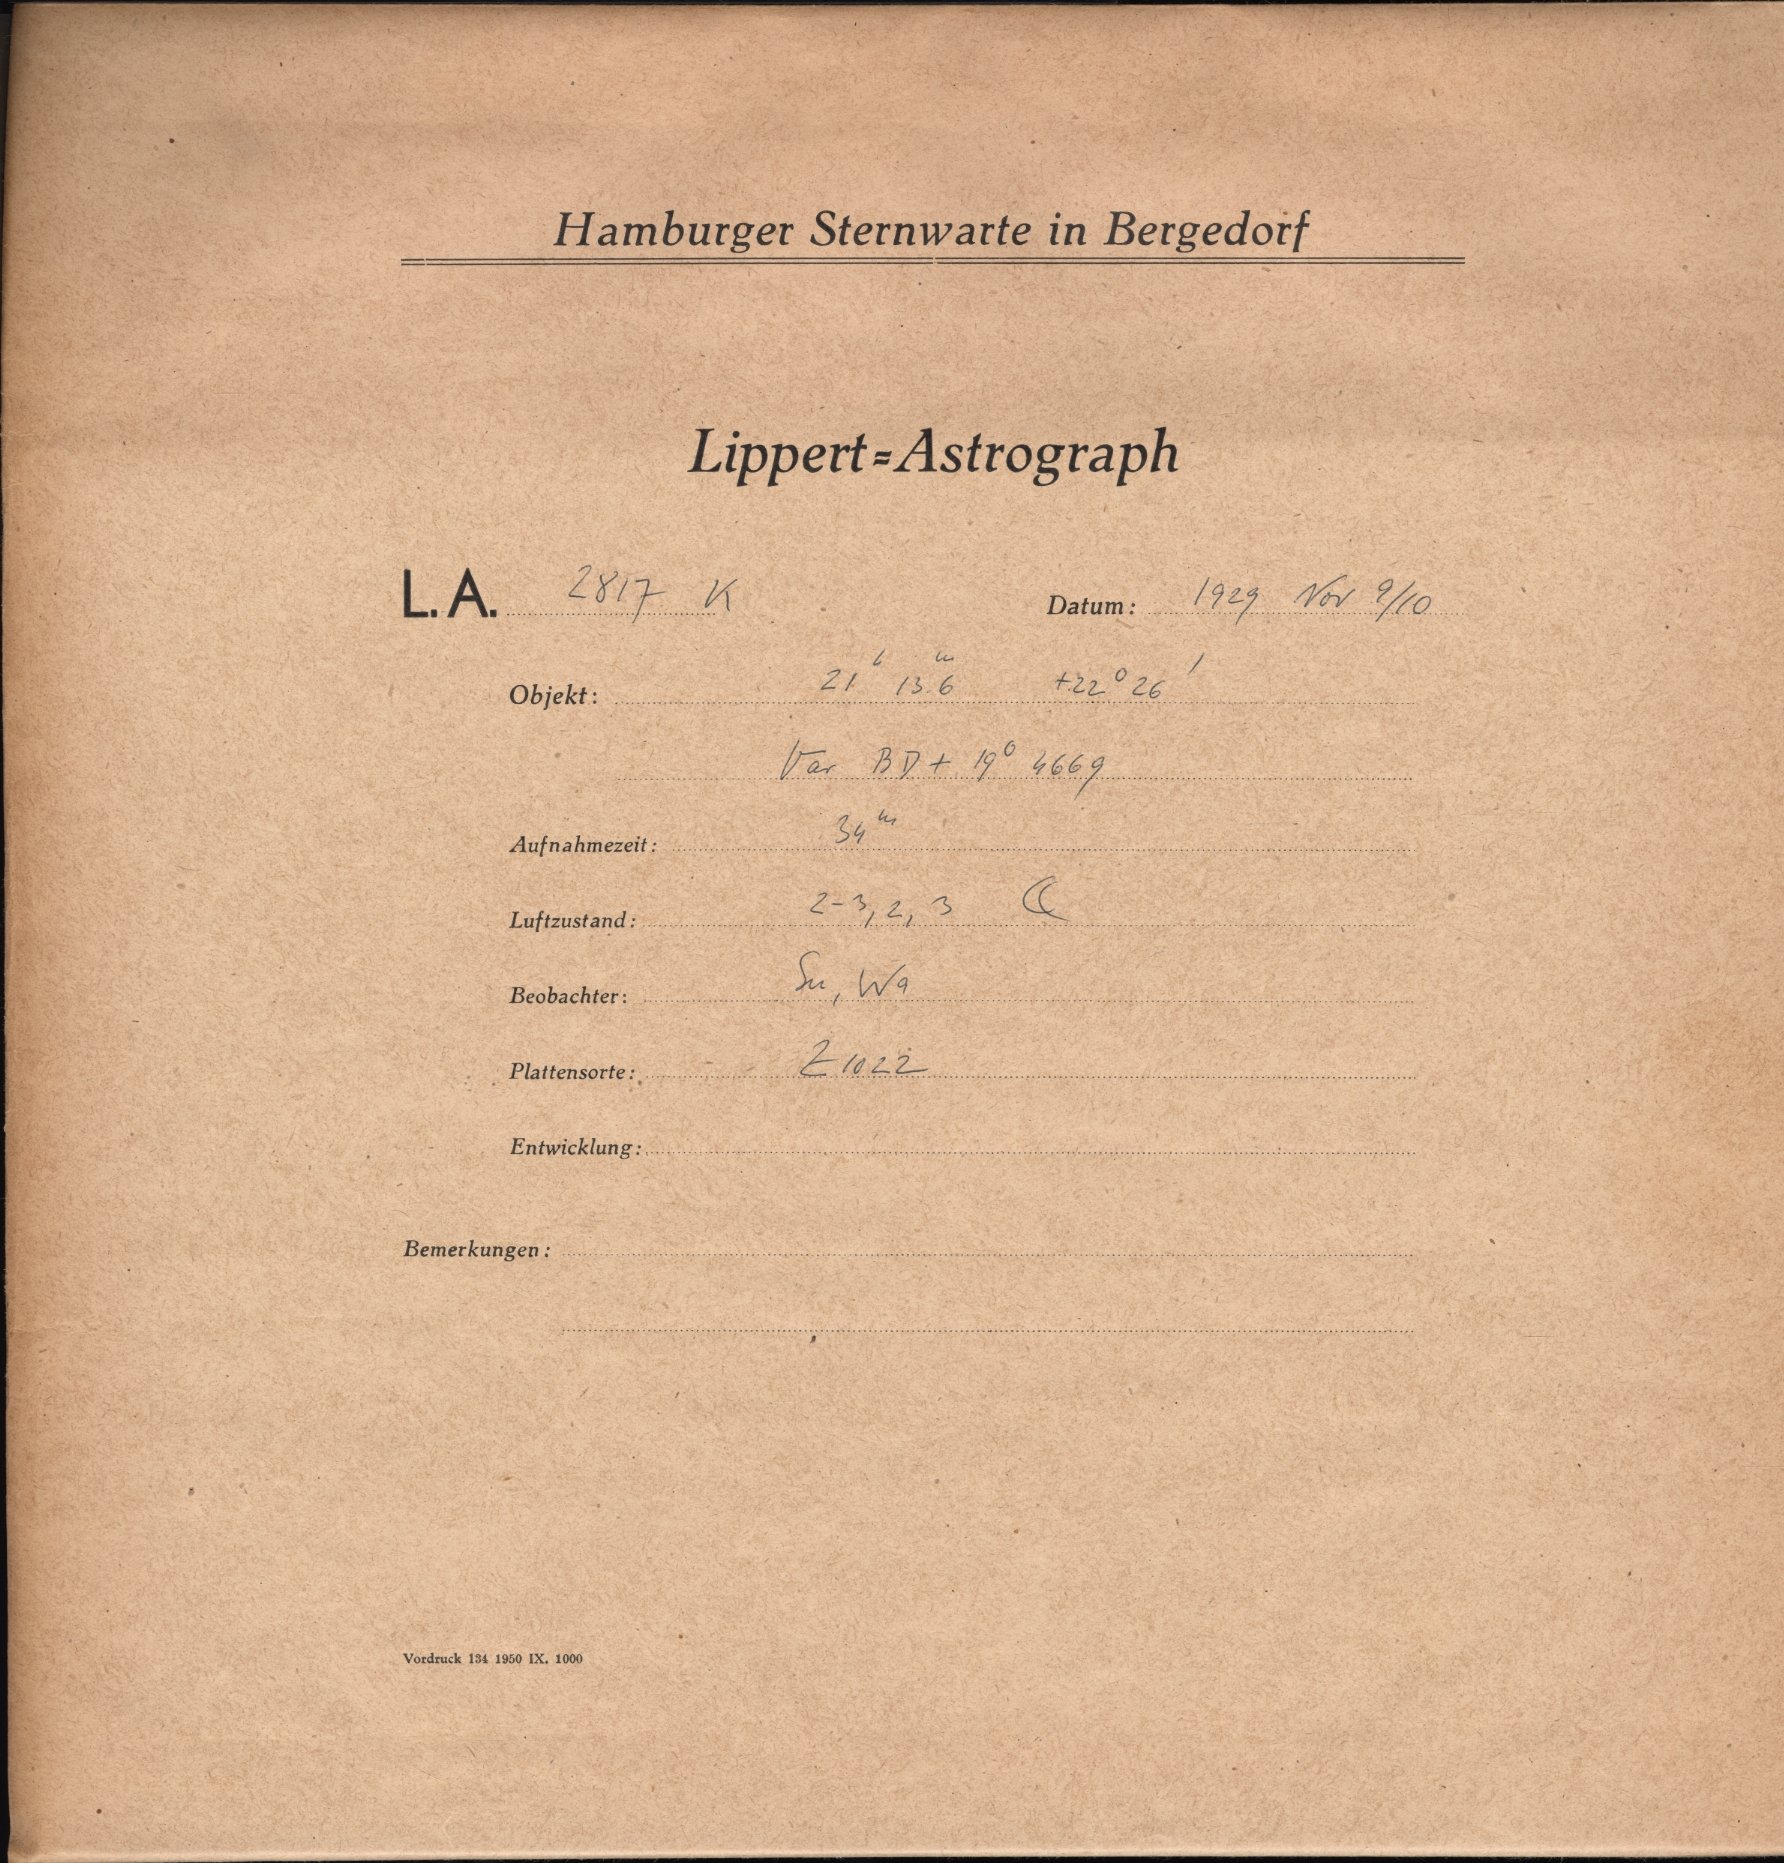 Hamburger Sternwarte in Bergedorf
Lippert=Astrograph
L. A. 2817 K Datum: 1929 Nov 9/10
Objekt: 21h 13.6m +22° 26'
Var BD + 19° 4669
Aufnahmezeit: 34m
Luftzustand: 2-3, 2, 3 ☾
Beobachter: , Wa
Plattensorte: Z 1022
Entwicklung:
Bemerkungen:
Vordruck 134 1950 IX. 1000